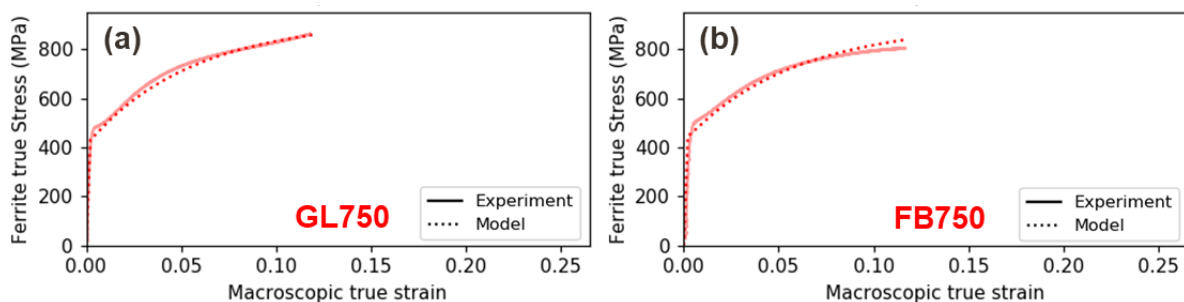 (a)
Ferrite true Stress (MPa)
800
600
400
200
0
0.00 0.05 0.10 0.15 0.20 0.25
Macroscopic true strain
Experiment
Model
GL750
(b)
Ferrite true Stress (MPa)
800
600
400
200
0
0.00 0.05 0.10 0.15 0.20 0.25
Macroscopic true strain
Experiment
Model
FB750